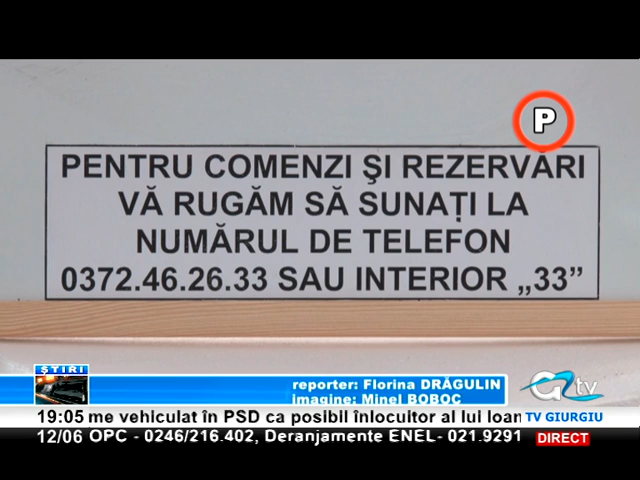 P
PENTRU COMENZI ŞI REZERVĂRI
VĂ RUGĂM SĂ SUNAȚI LA
NUMĂRUL DE TELEFON
0372.46.26.33 SAU INTERIOR „33”
ŞTIRI
reporter: Florina DRĂGULIN
imagine: Minel BOBOC
G tv
19:05 me vehiculat în PSD ca posibil înlocuitor al lui Ioan TV GIURGIU
12/06 OPC - 0246/216.402, Deranjamente ENEL- 021.9291 DIRECT